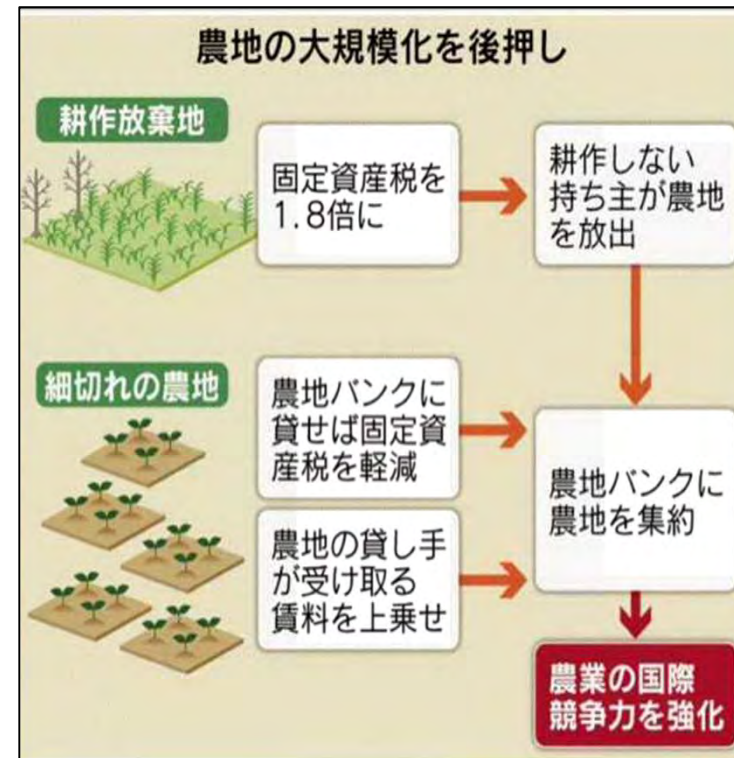 農地の大規模化を後押し
耕作放棄地
固定資産税を
1.8倍に
耕作しない
持ち主が農地
を放出
細切れの農地
農地バンクに
貸せば固定資
産税を軽減
農地の貸し手
が受け取る
賃料を上乗せ
農地バンクに
農地を集約
農業の国際
競争力を強化